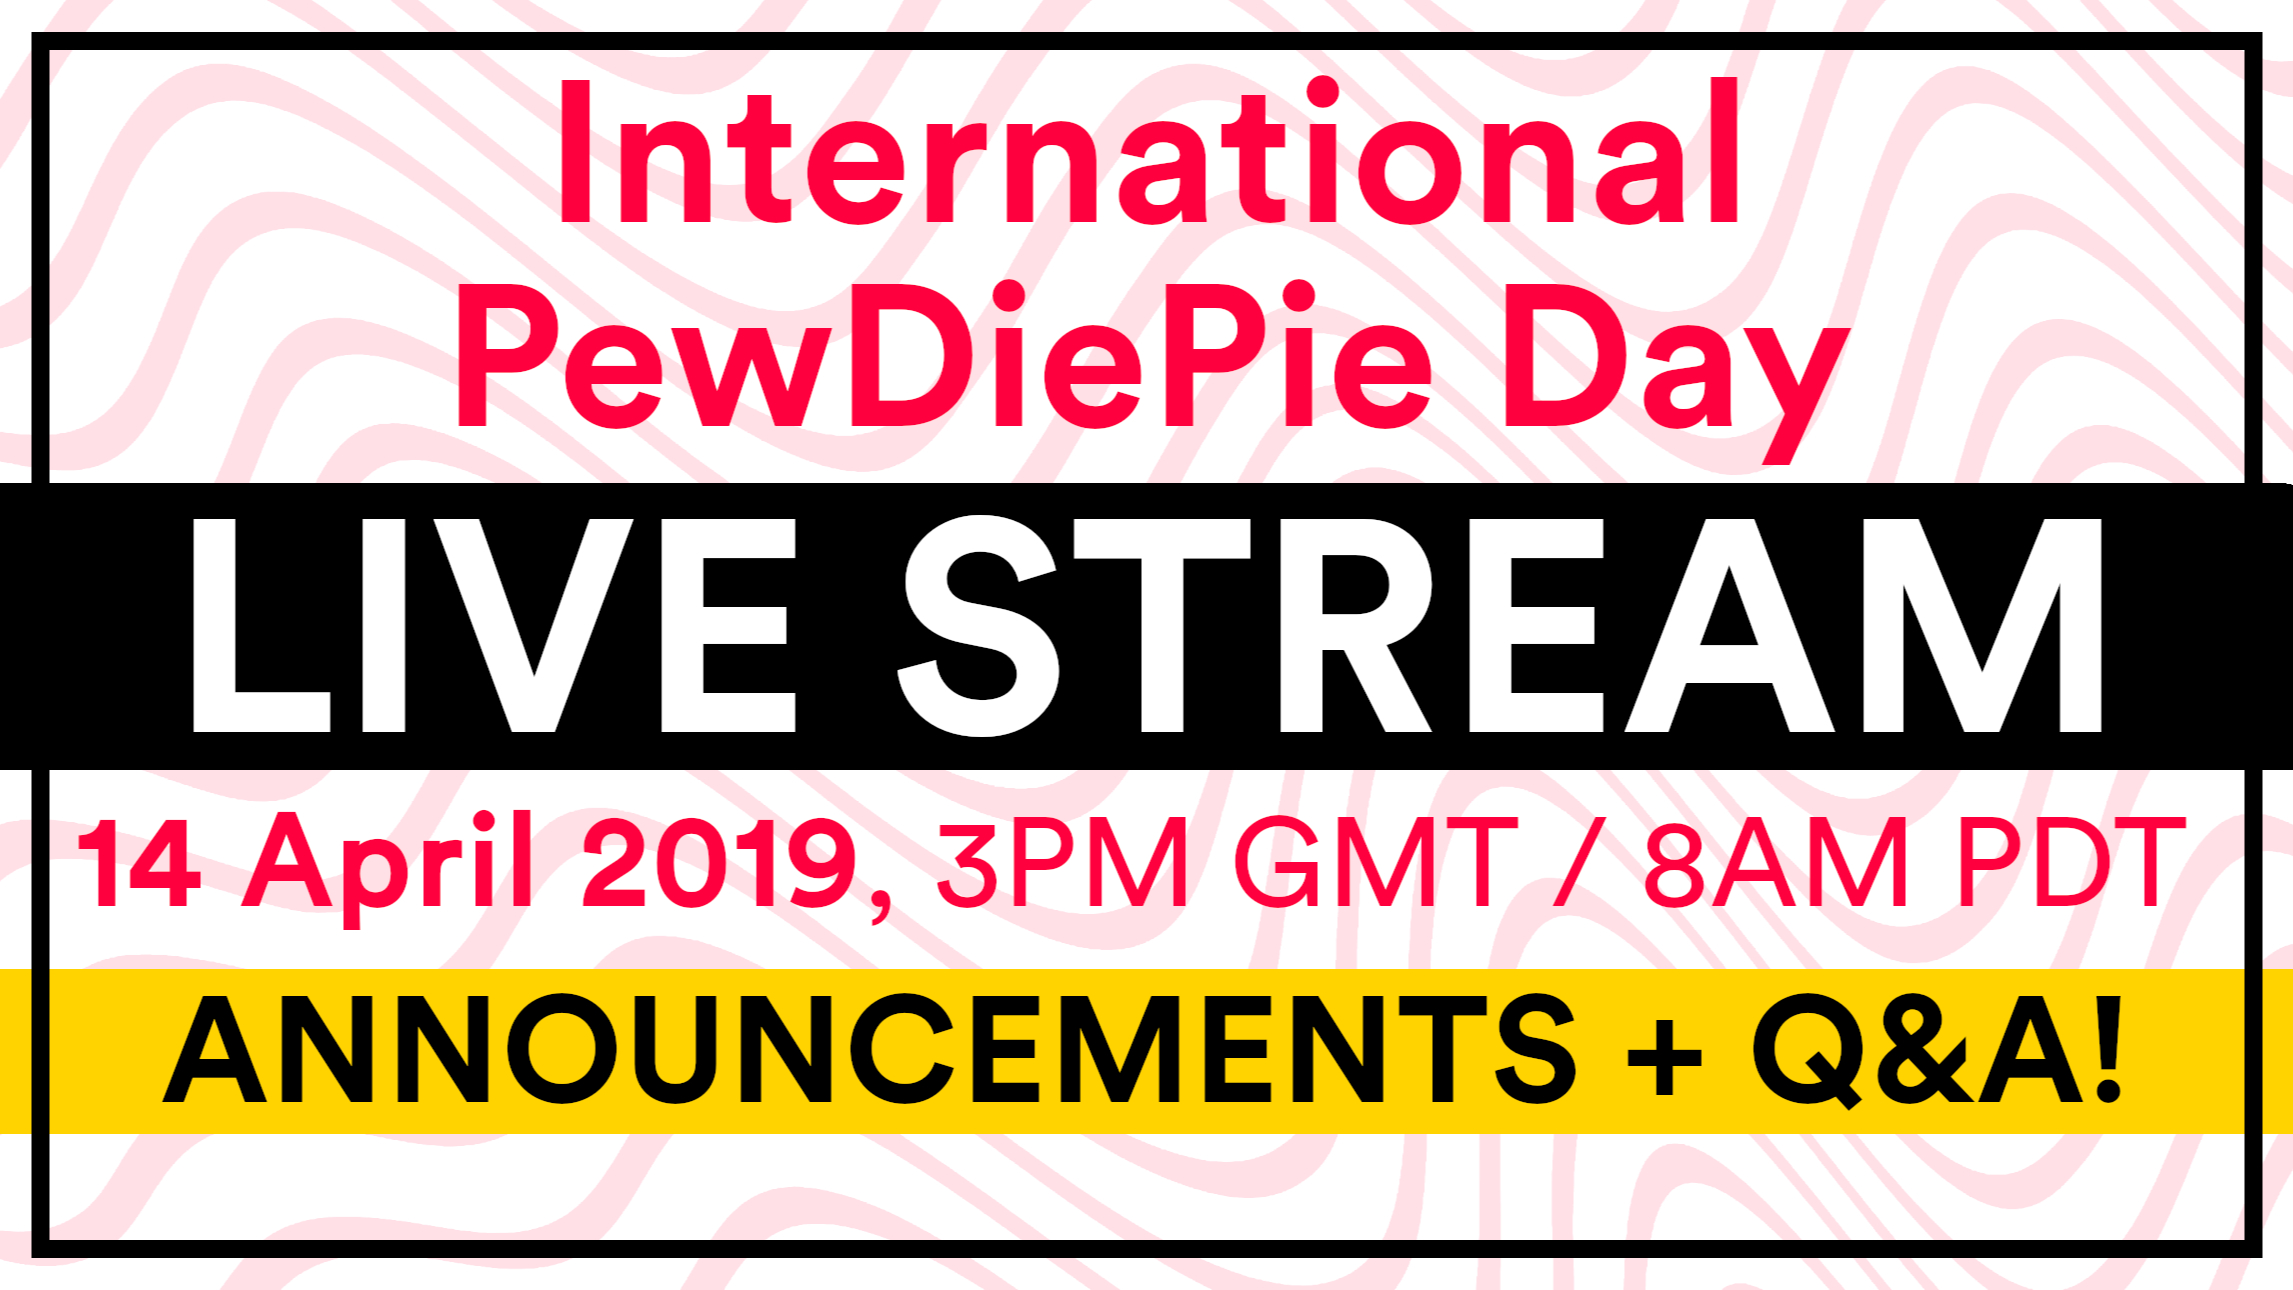 International
PewDiePie Day
LIVE STREAM
14 April 2019, 3PM GMT / 8AM PDT
ANNOUNCEMENTS + Q&A!